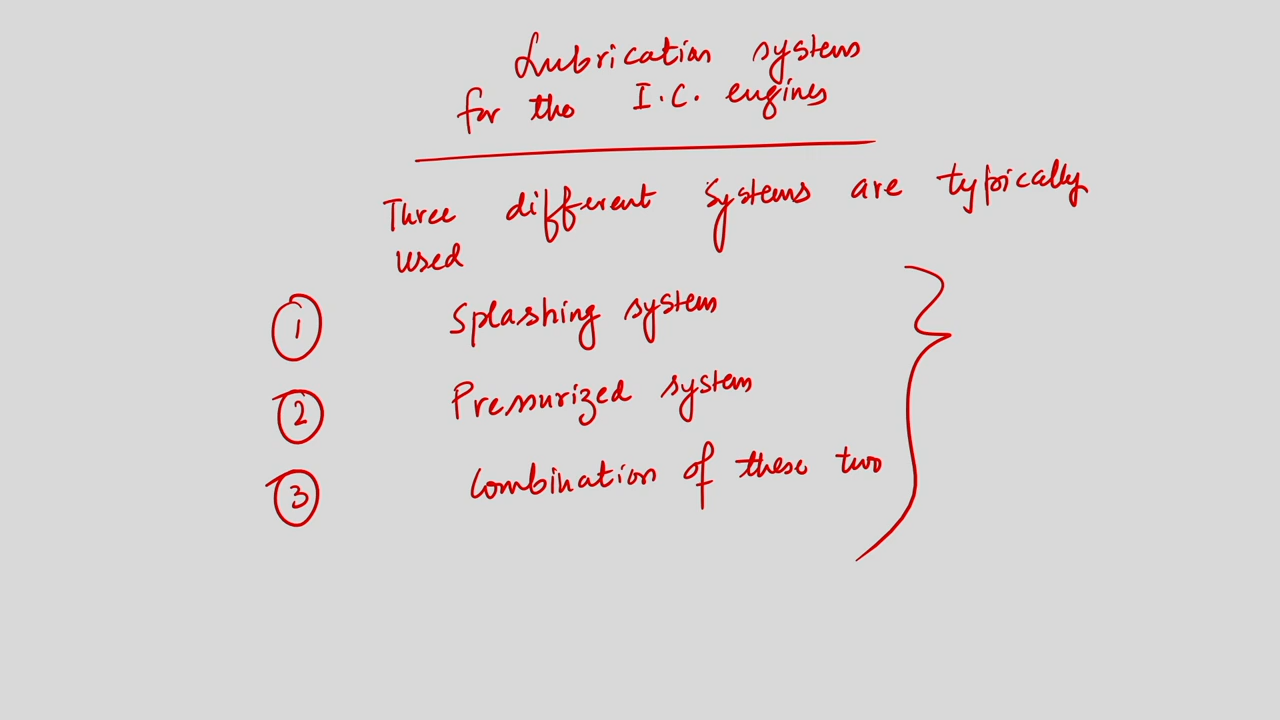 Lubrication systems
for the I.C. engines
Three different systems are typically
used
1 Splashing system
2 Pressurized system
3 Combination of these two